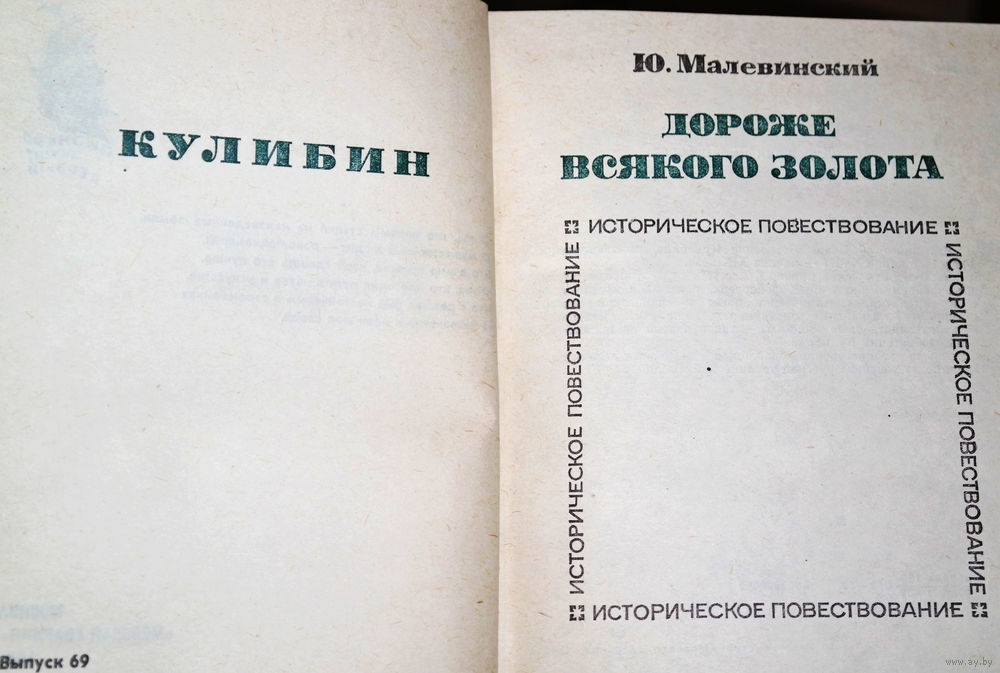 КУЛИБИН
Выпуск 69
Ю. Малевинский
ДОРОЖЕ
ВСЯКОГО ЗОЛОТА
ИСТОРИЧЕСКОЕ ПОВЕСТВОВАНИЕ
ИСТОРИЧЕСКОЕ ПОВЕСТВОВАНИЕ
ИСТОРИЧЕСКОЕ ПОВЕСТВОВАНИЕ
ИСТОРИЧЕСКОЕ ПОВЕСТВОВАНИЕ
www.ay.by